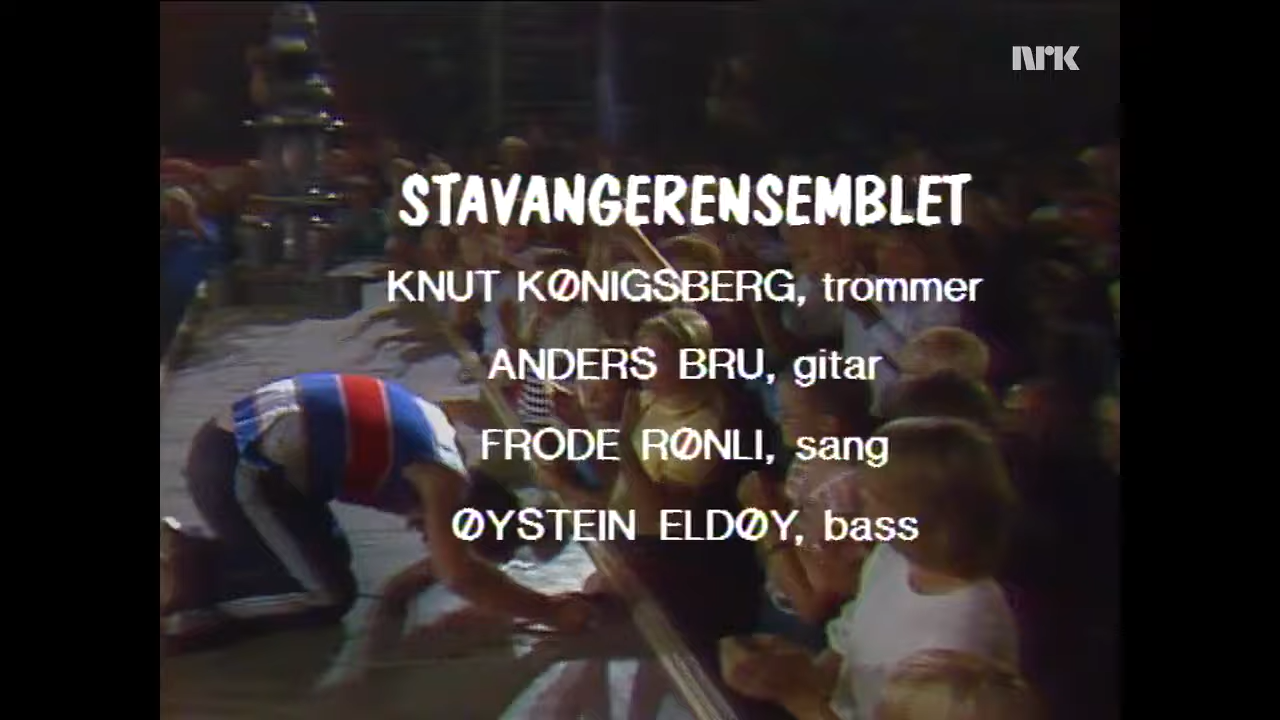 NRK
STAVANGERENSEMBLET
KNUT KØNIGSBERG, trommer
ANDERS BRU, gitar
FRODE RØNLI, sang
ØYSTEIN ELDØY, bass